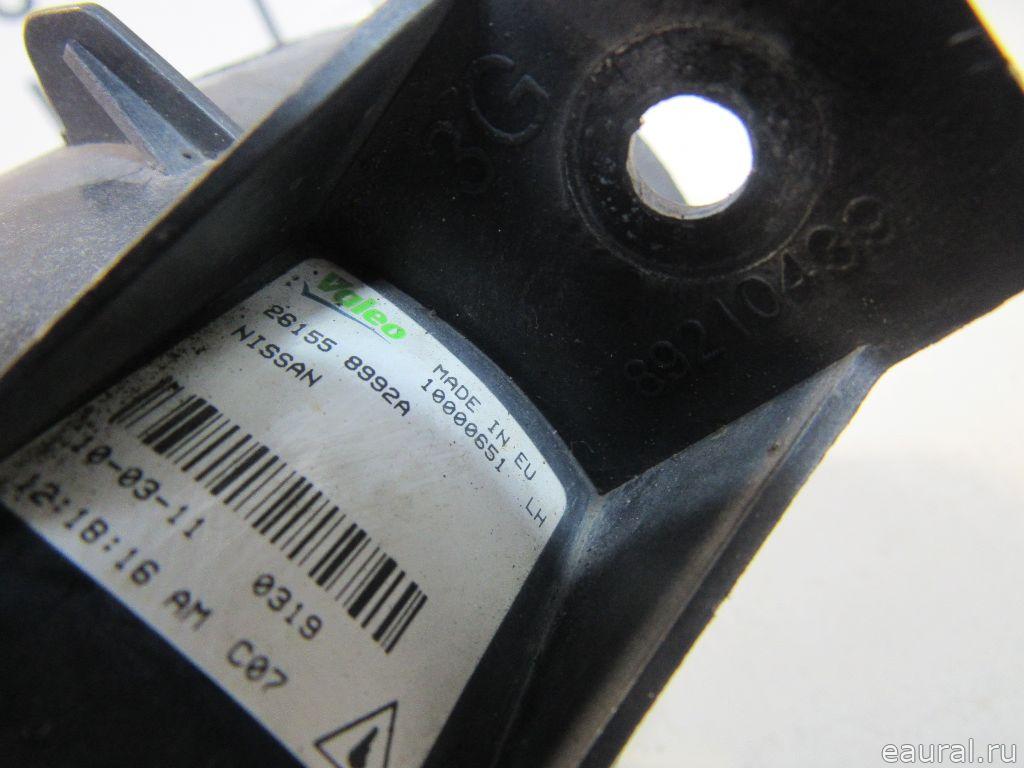 3G
89210439
Valeo
26155 8992A
NISSAN
MADE IN EU
10000651 LH
10-03-11 0319
12:18:16 AM C07
eaural.ru